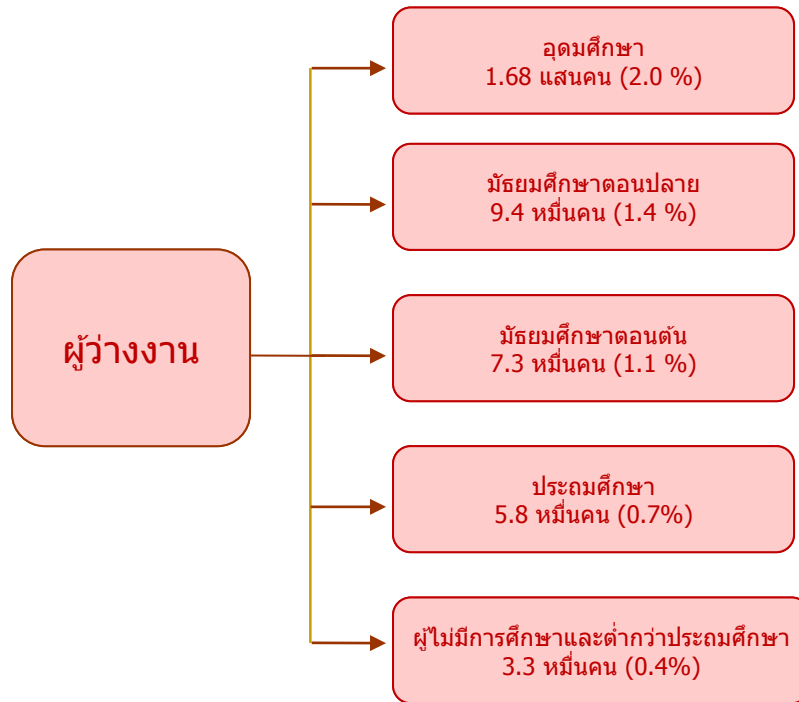 ผู้ว่างงาน
อุดมศึกษา
1.68 แสนคน (2.0 %)
มัธยมศึกษาตอนปลาย
9.4 หมื่นคน (1.4 %)
มัธยมศึกษาตอนต้น
7.3 หมื่นคน (1.1 %)
ประถมศึกษา
5.8 หมื่นคน (0.7%)
ผู้ไม่มีการศึกษาและต่ำกว่าประถมศึกษา
3.3 หมื่นคน (0.4%)